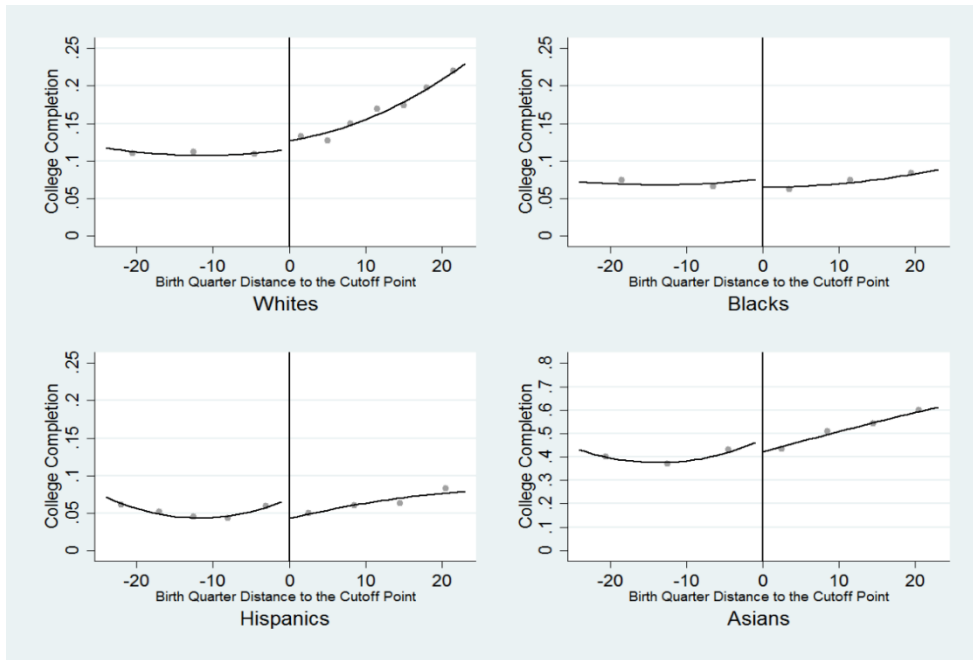 College Completion
.25
.2
.15
.1
.05
0
-20 -10 0 10 20
Birth Quarter Distance to the Cutoff Point
Whites
College Completion
.25
.2
.15
.1
.05
0
-20 -10 0 10 20
Birth Quarter Distance to the Cutoff Point
Blacks
College Completion
.25
.2
.15
.1
.05
0
-20 -10 0 10 20
Birth Quarter Distance to the Cutoff Point
Hispanics
College Completion
.8
.7
.6
.5
.4
.3
.2
.1
0
-20 -10 0 10 20
Birth Quarter Distance to the Cutoff Point
Asians